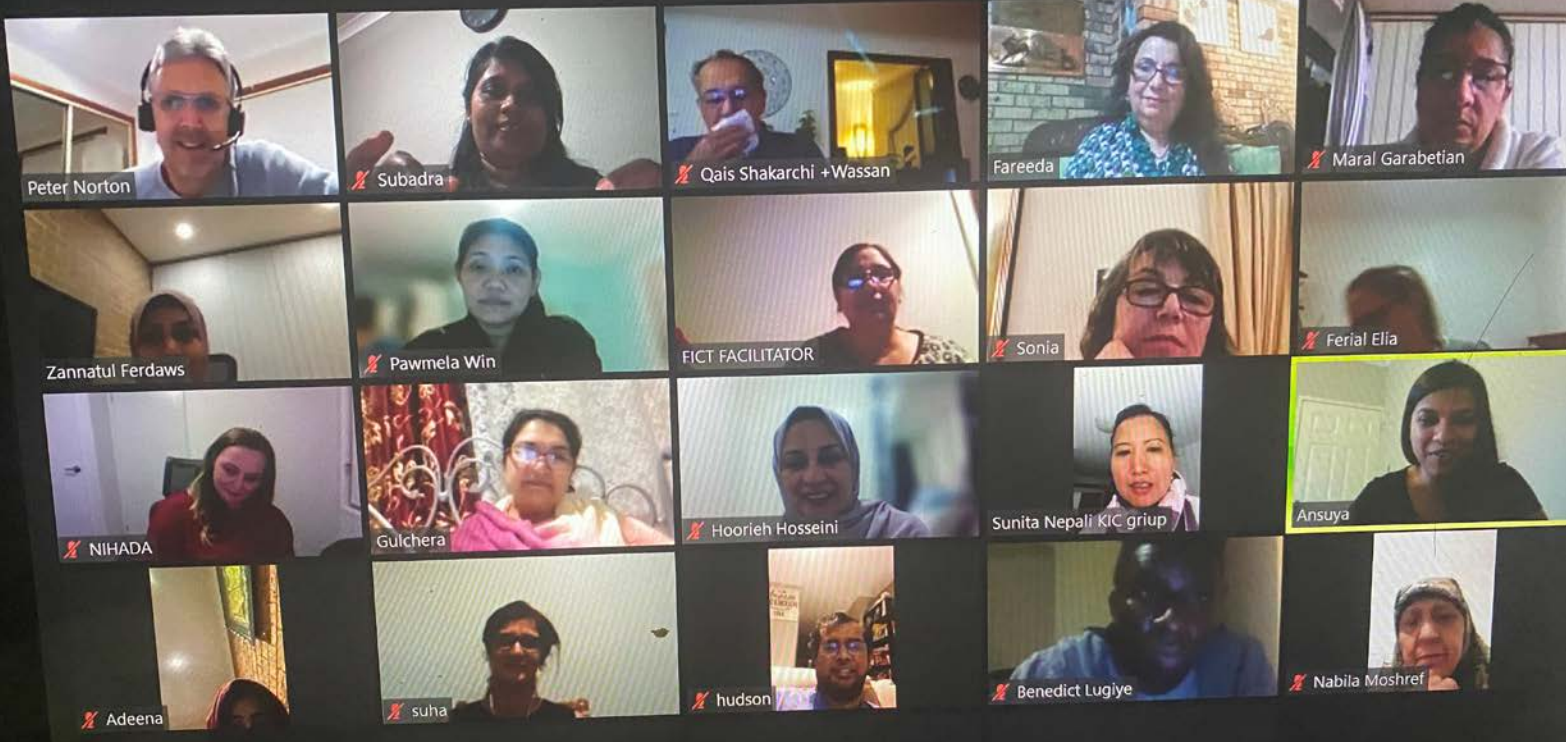 Peter Norton
Subadra
Qais Shakarchi +Wassan
Fareeda
Maral Garabetian
Zannatul Ferdaws
Pawmela Win
FICT FACILITATOR
Sonia
Ferial Elia
NIHADA
Gulchera
Hoorieh Hosseini
Sunita Nepali KIC griup
Ansuya
Adeena
suha
hudson
Benedict Lugiye
Nabila Moshref